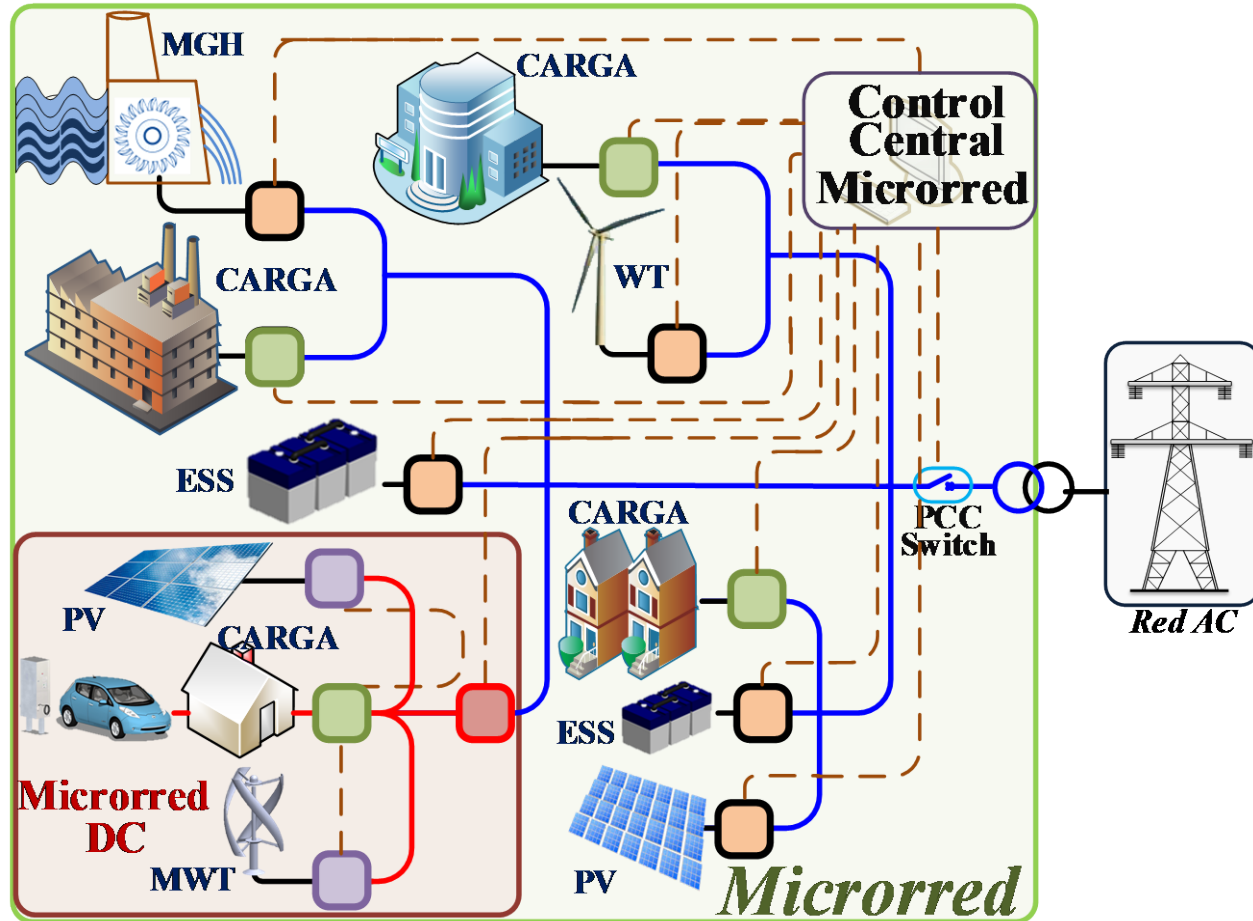 MGH
CARGA
Control
Central
Microrred
CARGA
WT
ESS
CARGA
PCC
Switch
Red AC
PV
CARGA
Microrred
DC
MWT
ESS
PV
Microrred